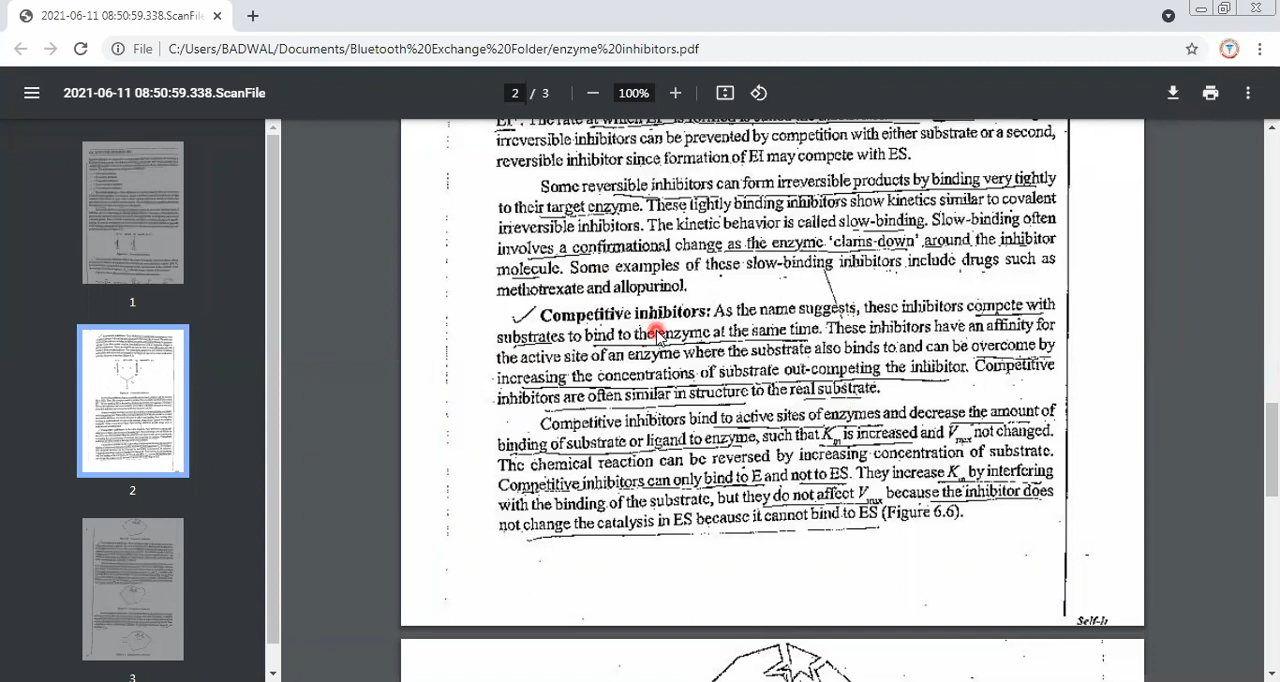 2021-06-11 08:50:59.338.ScanFil
File C:/Users/BADWAL/Documents/Bluetooth%20Exchange%20Folder/enzyme%20inhibitors.pdf
2021-06-11 08:50:59.338.ScanFile
2 / 3
100%
1
2
3
irreversible inhibitors can be prevented by competition with either substrate or a second,
reversible inhibitor since formation of EI may compete with ES.
Some reversible inhibitors can form irreversible products by binding very tightly
to their target enzyme. These tightly binding inhibitors show kinetics similar to covalent
irreversible inhibitors. The kinetic behavior is called slow-binding. Slow-binding often
involves a confirmational change as the enzyme ‘clams-down’ around the inhibitor
molecule. Some examples of these slow-binding inhibitors include drugs such as
methotrexate and allopurinol.
Competitive inhibitors: As the name suggests, these inhibitors compete with
substrate to bind to the enzyme at the same time. These inhibitors have an affinity for
the active site of an enzyme where the substrate also binds to and can be overcome by
increasing the concentrations of substrate out-competing the inhibitor. Competitive
inhibitors are often similar in structure to the real substrate.
Competitive inhibitors bind to active sites of enzymes and decrease the amount of
binding of substrate or ligand to enzyme, such that Km is increased and Vmax not changed.
The chemical reaction can be reversed by increasing concentration of substrate.
Competitive inhibitors can only bind to E and not to ES. They increase Km by interfering
with the binding of the substrate, but they do not affect Vmax because the inhibitor does
not change the catalysis in ES because it cannot bind to ES (Figure 6.6).